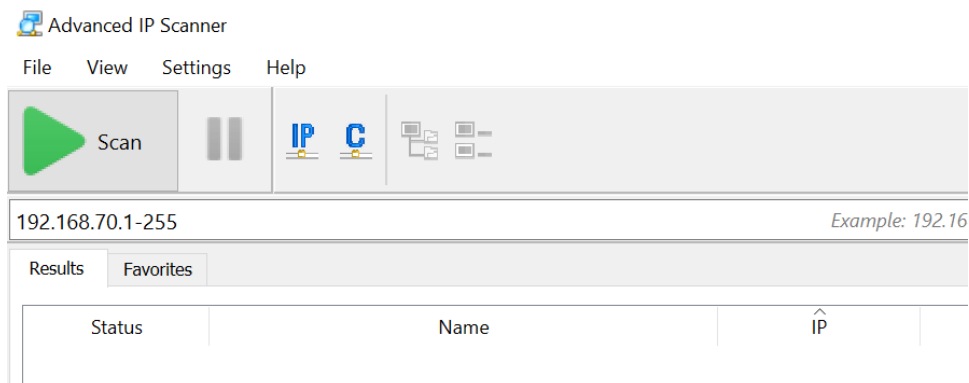 Advanced IP Scanner
File View Settings Help
Scan IP C
192.168.70.1-255 Example: 192.16
Results Favorites
Status Name IP